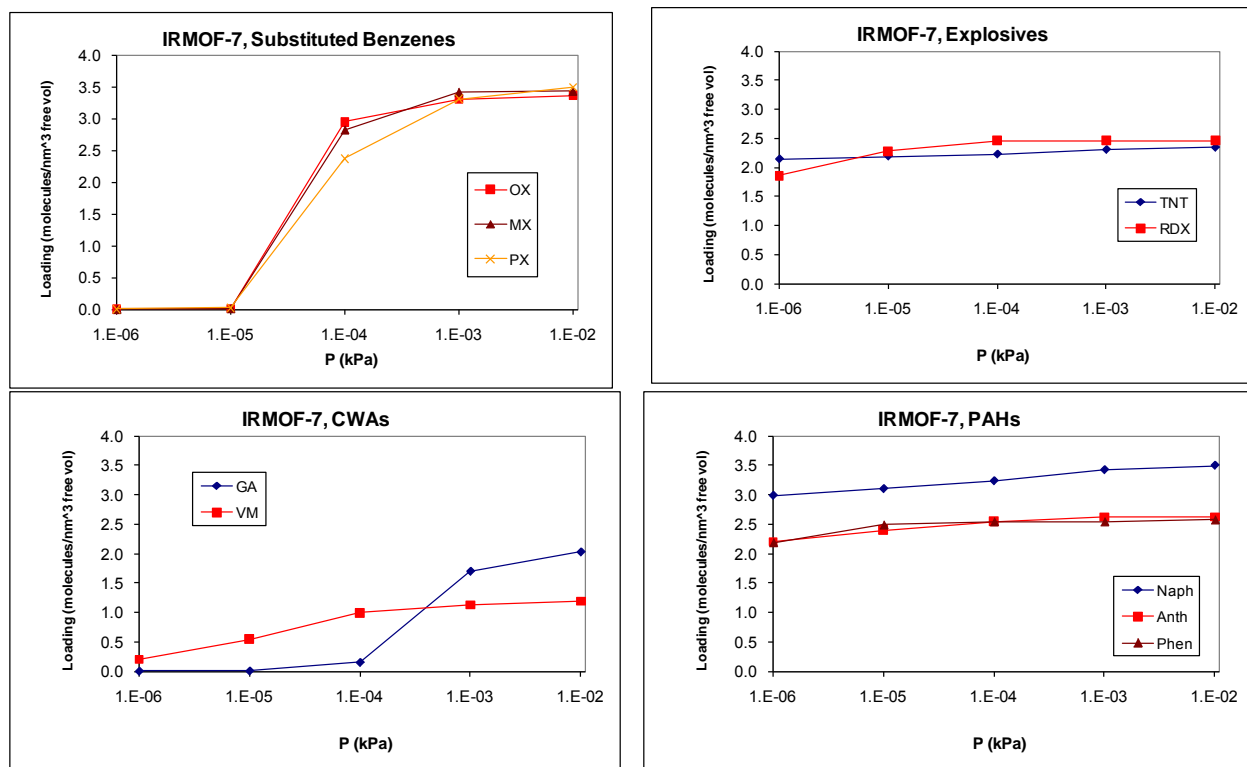 IRMOF-7, Substituted Benzenes
Loading (molecules/nm^3 free vol)
4.0
3.5
3.0
2.5
2.0
1.5
1.0
0.5
0.0
OX
MX
PX
1.E-06 1.E-05 1.E-04 1.E-03 1.E-02
P (kPa)
IRMOF-7, Explosives
Loading (molecules/nm^3 free vol)
4.0
3.5
3.0
2.5
2.0
1.5
1.0
0.5
0.0
TNT
RDX
1.E-06 1.E-05 1.E-04 1.E-03 1.E-02
P (kPa)
IRMOF-7, CWAs
Loading (molecules/nm^3 free vol)
4.0
3.5
3.0
2.5
2.0
1.5
1.0
0.5
0.0
GA
VM
1.E-06 1.E-05 1.E-04 1.E-03 1.E-02
P (kPa)
IRMOF-7, PAHs
Loading (molecules/nm^3 free vol)
4.0
3.5
3.0
2.5
2.0
1.5
1.0
0.5
0.0
Naph
Anth
Phen
1.E-06 1.E-05 1.E-04 1.E-03 1.E-02
P (kPa)